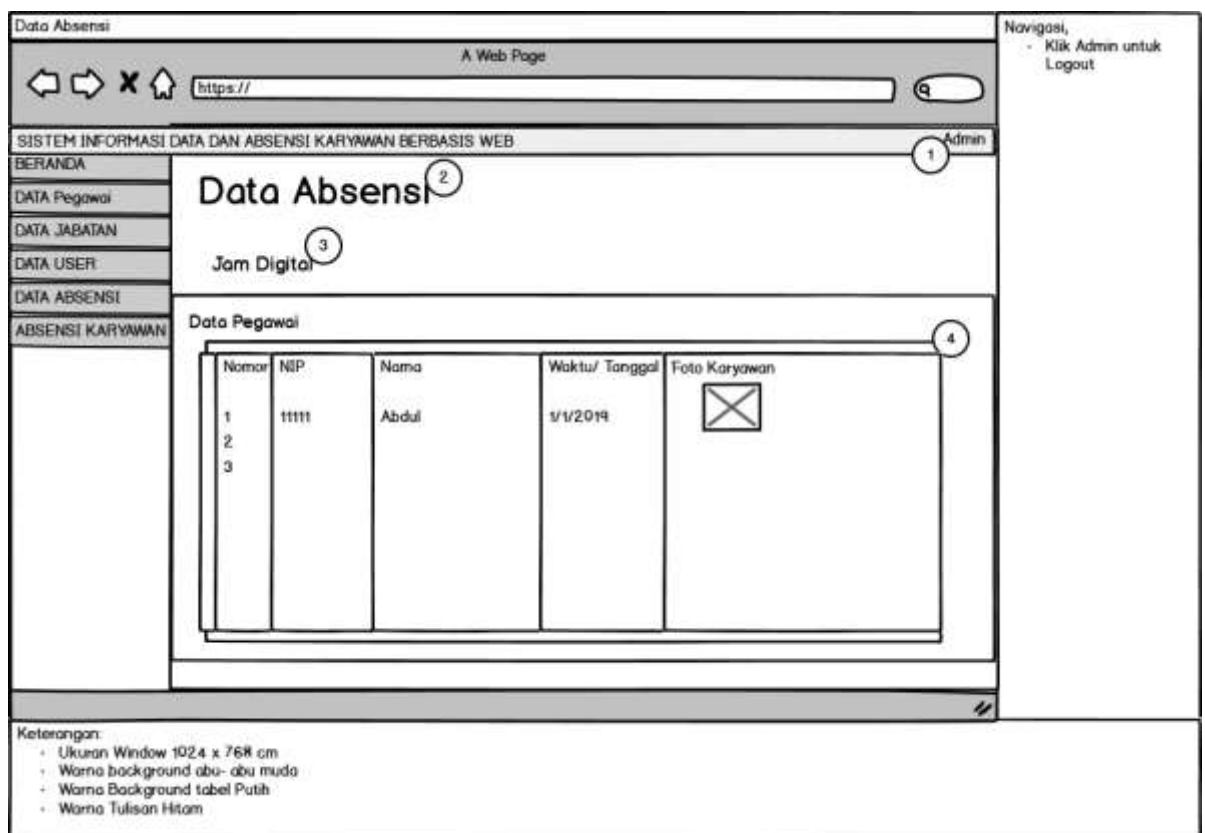 Data Absensi
A Web Page
https://
SISTEM INFORMASI DATA DAN ABSENSI KARYAWAN BERBASIS WEB
Admin
1
BERANDA
DATA Pegawai
DATA JABATAN
DATA USER
DATA ABSENSI
ABSENSI KARYAWAN
Data Absensi
2
Jam Digital
3
Data Pegawai
4
Nomor NIP Nama Waktu/ Tanggal Foto Karyawan
1 11111 Abdul 1/1/2019
2
3
Navigasi,
- Klik Admin untuk
Logout
Keterangan:
- Ukuran Window 1024 x 768 cm
- Warna background abu- abu muda
- Warna Background tabel Putih
- Warna Tulisan Hitam